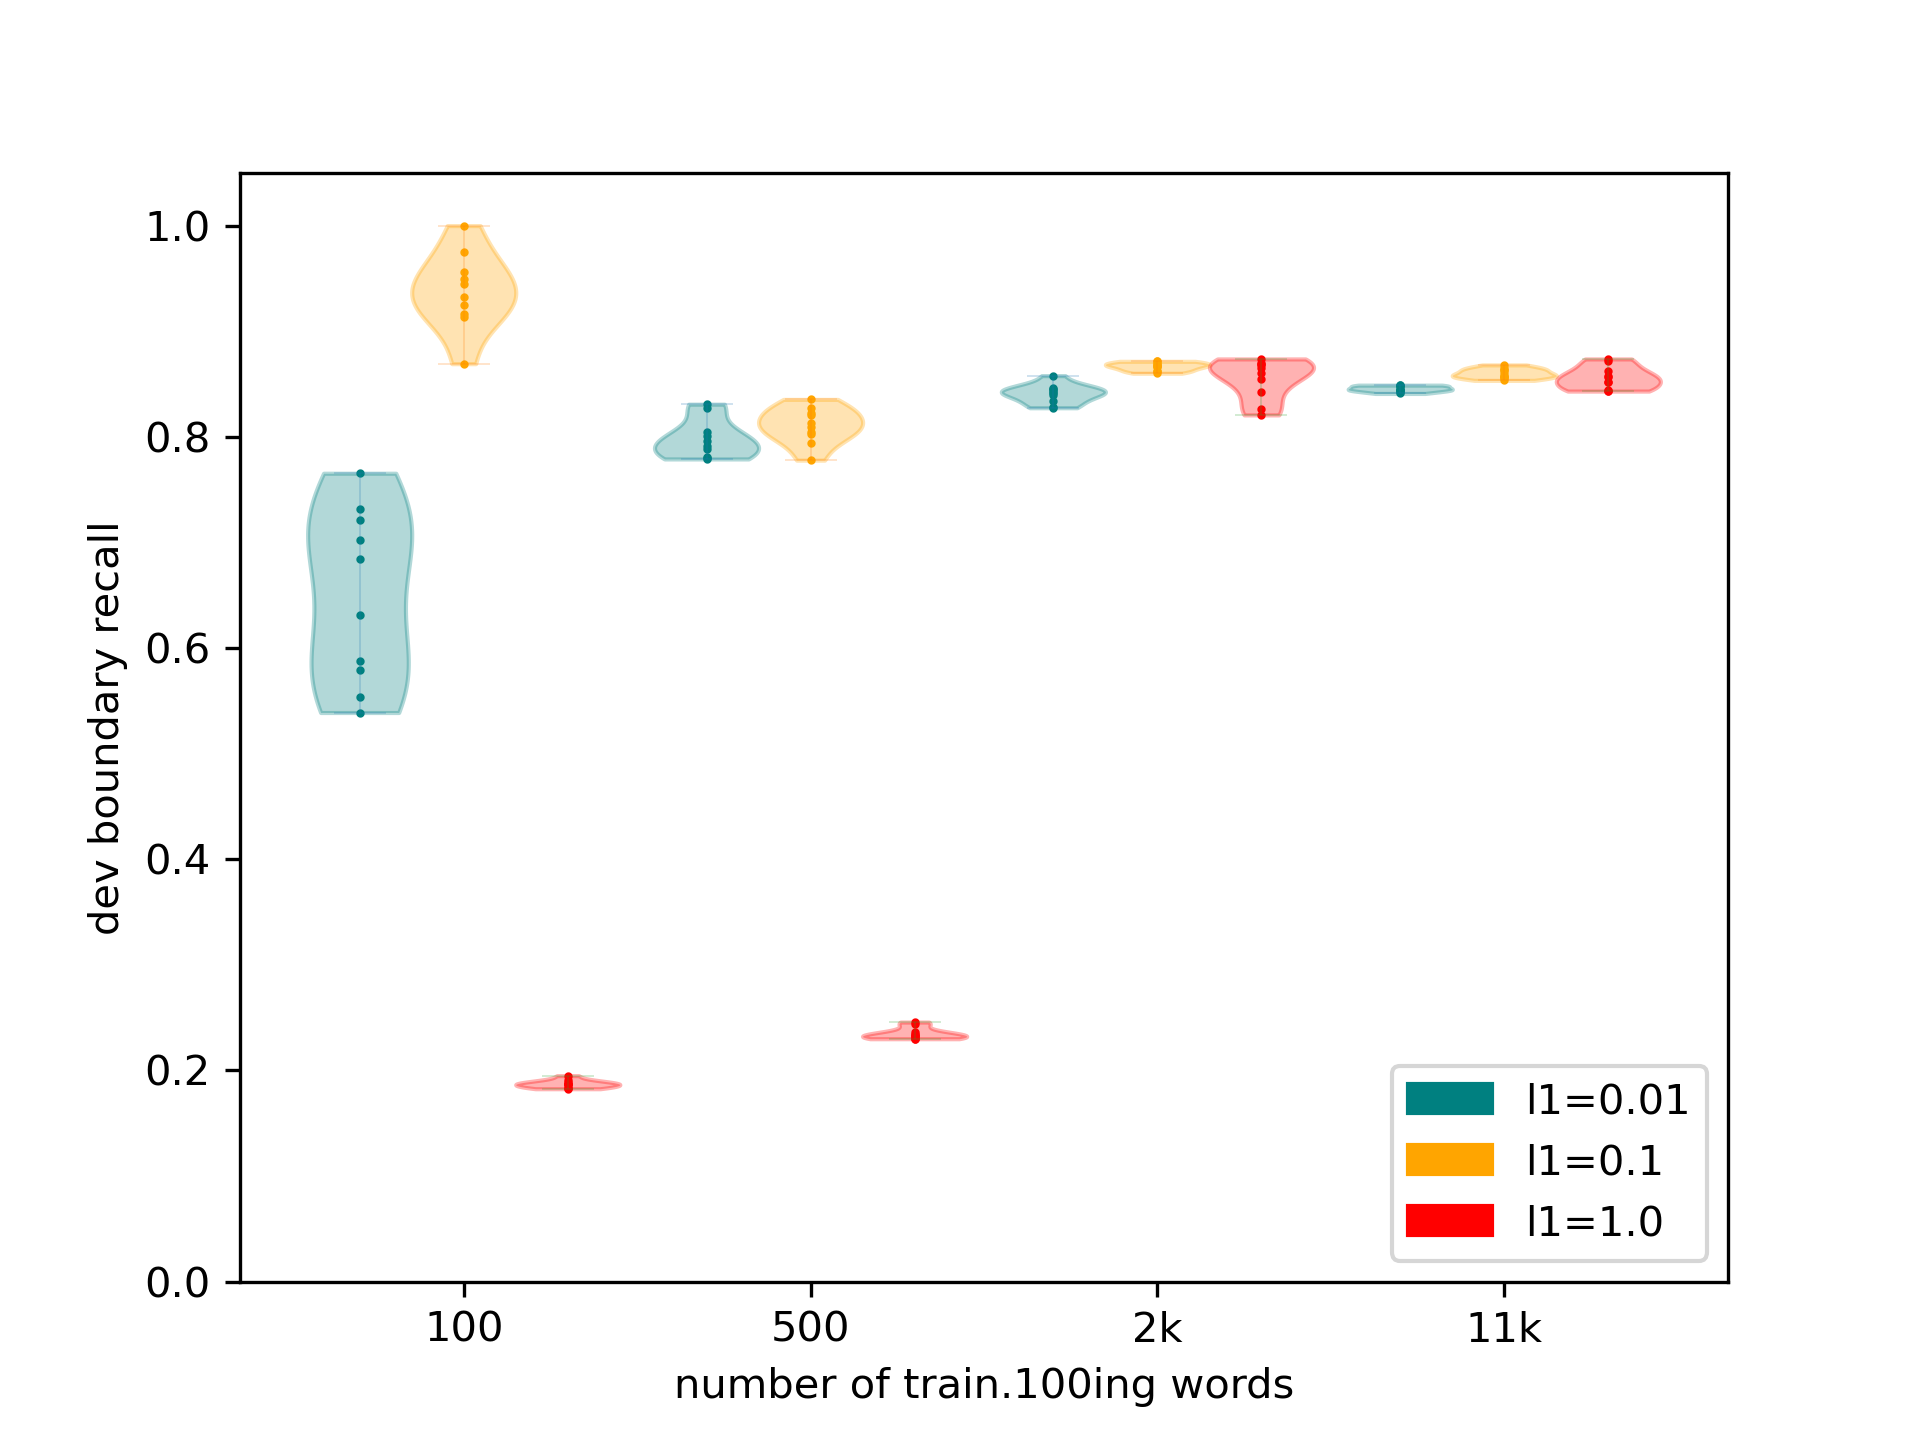 1.0
0.8
0.6
0.4
0.2
0.0
dev boundary recall
100 500 2k 11k
number of train.100ing words
l1=0.01
l1=0.1
l1=1.0